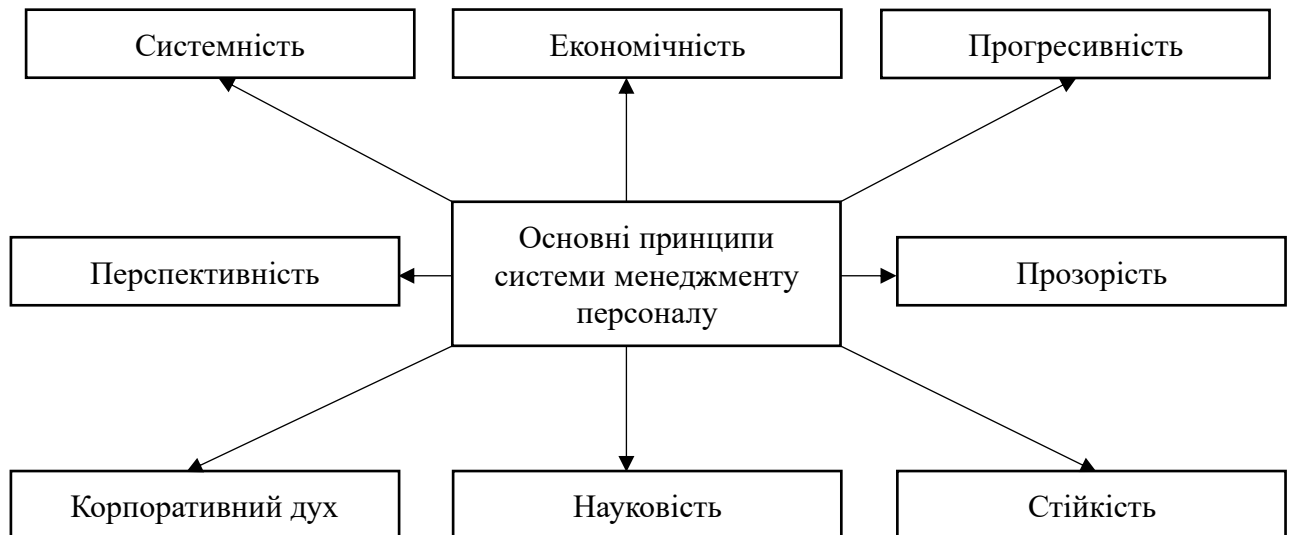 Системність
Економічність
Прогресивність
Перспективність
Основні принципи
системи менеджменту
персоналу
Прозорість
Корпоративний дух
Науковість
Стійкість